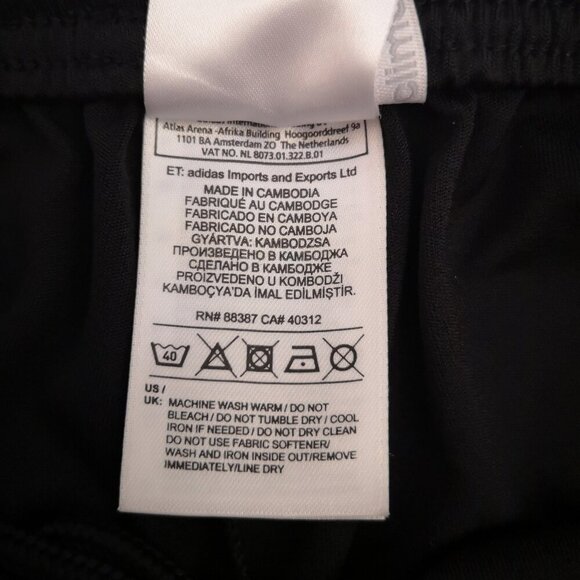 clima
adidas International
Atlas Arena -Afrika Building Hoogoorddreef 9a
1101 BA Amsterdam ZO The Netherlands
VAT NO. NL 8073.01.322.B.01
ET: adidas Imports and Exports Ltd
MADE IN CAMBODIA
FABRIQUÉ AU CAMBODGE
FABRICADO EN CAMBOYA
FABRICADO NO CAMBOJA
GYÁRTVA: KAMBODZSA
ПРОИЗВЕДЕНО В КАМБОДЖА
СДЕЛАНО В КАМБОДЖЕ
PROIZVEDENO U KOMBODŽI
KAMBOÇYA'DA İMAL EDİLMİŞTİR.
RN# 88387 CA# 40312
40
US /
UK: MACHINE WASH WARM / DO NOT
BLEACH / DO NOT TUMBLE DRY / COOL
IRON IF NEEDED / DO NOT DRY CLEAN
DO NOT USE FABRIC SOFTENER/
WASH AND IRON INSIDE OUT/REMOVE
IMMEDIATELY/LINE DRY